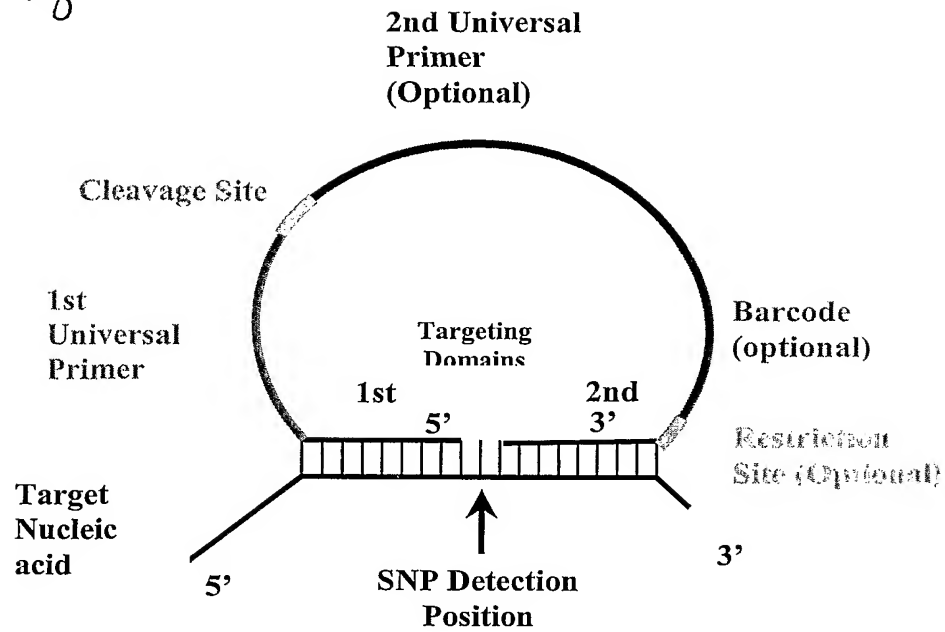 2nd Universal
Primer
(Optional)
Cleavage Site
1st
Universal
Primer
Targeting
Domains
Barcode
(optional)
1st
2nd
5’
3’
Restriction
Site (Optional)
Target
Nucleic
acid
5’
3’
SNP Detection
Position